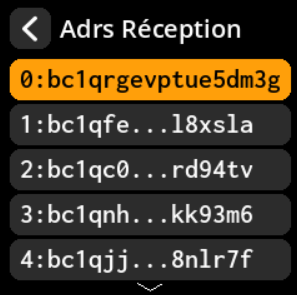 Adrs Réception
0:bc1qrgevptue5dm3g
1:bc1qfe...l8xsla
2:bc1qc0...rd94tv
3:bc1qnh...kk93m6
4:bc1qjj...8nlr7f